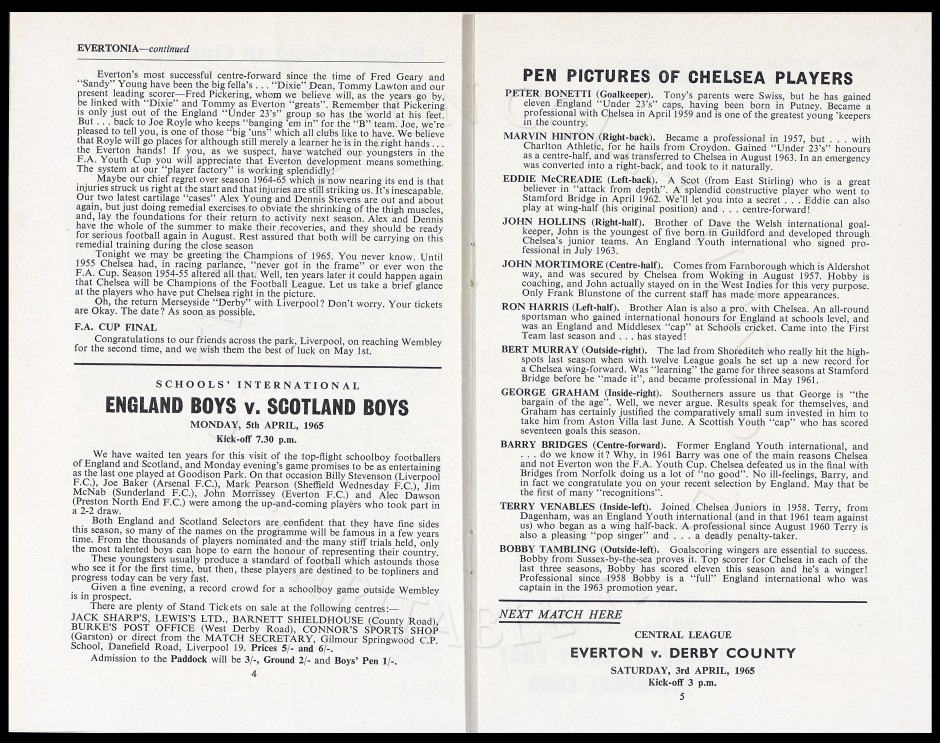 EVERTONIA—continued
Everton's most successful centre-forward since the time of Fred Geary and
"Sandy" Young have been the big fella's . . . "Dixie" Dean, Tommy Lawton and our
present leading scorer—Fred Pickering, whom we believe will, as the years go by,
be linked with "Dixie" and Tommy as Everton "greats". Remember that Pickering
is only just out of the England "Under 23's" group so has the world at his feet.
But . . . back to Joe Royle who keeps "banging 'em in" for the "B" team. Joe, we're
pleased to tell you, is one of those "big 'uns" which all clubs like to have. We believe
that Royle will go places for although still merely a learner he is in the right hands . . .
the Everton hands! If you, as we suspect, have watched our youngsters in the
F.A. Youth Cup you will appreciate that Everton development means something.
The system at our "player factory" is working splendidly!
Maybe our chief regret over season 1964-65 which is now nearing its end is that
injuries struck us right at the start and that injuries are still striking us. It's inescapable.
Our two latest cartilage "cases" Alex Young and Dennis Stevens are out and about
again, but just doing remedial exercises to obviate the shrinking of the thigh muscles,
and, lay the foundations for their return to activity next season. Alex and Dennis
have the whole of the summer to make their recoveries, and they should be ready
for serious football again in August. Rest assured that both will be carrying on this
remedial training during the close season
Tonight we may be greeting the Champions of 1965. You never know. Until
1955 Chelsea had, in racing parlance, "never got in the frame" or ever won the
F.A. Cup. Season 1954-55 altered all that. Well, ten years later it could happen again
that Chelsea will be Champions of the Football League. Let us take a brief glance
at the players who have put Chelsea right in the picture.
Oh, the return Merseyside "Derby" with Liverpool? Don't worry. Your tickets
are Okay. The date? As soon as possible.
F.A. CUP FINAL
Congratulations to our friends across the park, Liverpool, on reaching Wembley
for the second time, and we wish them the best of luck on May 1st.
SCHOOLS' INTERNATIONAL
ENGLAND BOYS v. SCOTLAND BOYS
MONDAY, 5th APRIL, 1965
Kick-off 7.30 p.m.
We have waited ten years for this visit of the top-flight schoolboy footballers
of England and Scotland, and Monday evening's game promises to be as entertaining
as the last one played at Goodison Park. On that occasion Billy Stevenson (Liverpool
F.C.), Joe Baker (Arsenal F.C.), Mark Pearson (Sheffield Wednesday F.C.), Jim
McNab (Sunderland F.C.), John Morrissey (Everton F.C.) and Alec Dawson
(Preston North End F.C.) were among the up-and-coming players who took part in
a 2-2 draw.
Both England and Scotland Selectors are confident that they have fine sides
this season, so many of the names on the programme will be famous in a few years
time. From the thousands of players nominated and the many stiff trials held, only
the most talented boys can hope to earn the honour of representing their country.
These youngsters usually produce a standard of football which astounds those
who see it for the first time, but then, these players are destined to be topliners and
progress today can be very fast.
Given a fine evening, a record crowd for a schoolboy game outside Wembley
is in prospect.
There are plenty of Stand Tickets on sale at the following centres:—
JACK SHARP'S, LEWIS'S LTD., BARNETT SHIELDHOUSE (County Road),
BURKE'S POST OFFICE (West Derby Road), CONNOR'S SPORTS SHOP
(Garston) or direct from the MATCH SECRETARY, Gilmour Springwood C.P.
School, Danefield Road, Liverpool 19. Prices 5/- and 6/-.
Admission to the Paddock will be 3/-, Ground 2/- and Boys' Pen 1/-.
4
PEN PICTURES OF CHELSEA PLAYERS
PETER BONETTI (Goalkeeper). Tony's parents were Swiss, but he has gained
eleven England "Under 23's" caps, having been born in Putney. Became a
professional with Chelsea in April 1959 and is one of the greatest young 'keepers
in the country.
MARVIN HINTON (Right-back). Became a professional in 1957, but . . . with
Charlton Athletic, for he hails from Croydon. Gained "Under 23's" honours
as a centre-half, and was transferred to Chelsea in August 1963. In an emergency
was converted into a right-back, and took to it naturally.
EDDIE McCREADIE (Left-back). A Scot (from East Stirling) who is a great
believer in "attack from depth". A splendid constructive player who went to
Stamford Bridge in April 1962. We'll let you into a secret . . . Eddie can also
play at wing-half (his original position) and . . . centre-forward!
JOHN HOLLINS (Right-half). Brother of Dave the Welsh international goal-
keeper, John is the youngest of five born in Guildford and developed through
Chelsea's junior teams. An England Youth international who signed pro-
fessional in July 1963.
JOHN MORTIMORE (Centre-half). Comes from Farnborough which is Aldershot
way, and was secured by Chelsea from Woking in August 1957. Hobby is
coaching, and John actually stayed on in the West Indies for this very purpose.
Only Frank Blunstone of the current staff has made more appearances.
RON HARRIS (Left-half). Brother Alan is also a pro. with Chelsea. An all-round
sportsman who gained international honours for England at schools level, and
was an England and Middlesex "cap" at Schools cricket. Came into the First
Team last season and . . . has stayed!
BERT MURRAY (Outside-right). The lad from Shoreditch who really hit the high-
spots last season when with twelve League goals he set up a new record for
a Chelsea wing-forward. Was "learning" the game for three seasons at Stamford
Bridge before he "made it", and became professional in May 1961.
GEORGE GRAHAM (Inside-right). Southerners assure us that George is "the
bargain of the age". Well, we never argue. Results speak for themselves, and
Graham has certainly justified the comparatively small sum invested in him to
take him from Aston Villa last June. A Scottish Youth "cap" who has scored
seventeen goals this season.
BARRY BRIDGES (Centre-forward). Former England Youth international, and
. . . do we know it? Why, in 1961 Barry was one of the main reasons Chelsea
and not Everton won the F.A. Youth Cup. Chelsea defeated us in the final with
Bridges from Norfolk doing us a lot of "no good". No ill-feelings, Barry, and
in fact we congratulate you on your recent selection by England. May that be
the first of many "recognitions".
TERRY VENABLES (Inside-left). Joined Chelsea Juniors in 1958. Terry, from
Dagenham, was an England Youth international (and in that 1961 team against
us) who began as a wing half-back. A professional since August 1960 Terry is
also a pleasing "pop singer" and . . . a deadly penalty-taker.
BOBBY TAMBLING (Outside-left). Goalscoring wingers are essential to success.
Bobby from Sussex-by-the-sea proves it. Top scorer for Chelsea in each of the
last three seasons, Bobby has scored eleven this season and he's a winger!
Professional since 1958 Bobby is a "full" England international who was
captain in the 1963 promotion year.
NEXT MATCH HERE
CENTRAL LEAGUE
EVERTON v. DERBY COUNTY
SATURDAY, 3rd APRIL, 1965
Kick-off 3 p.m.
5